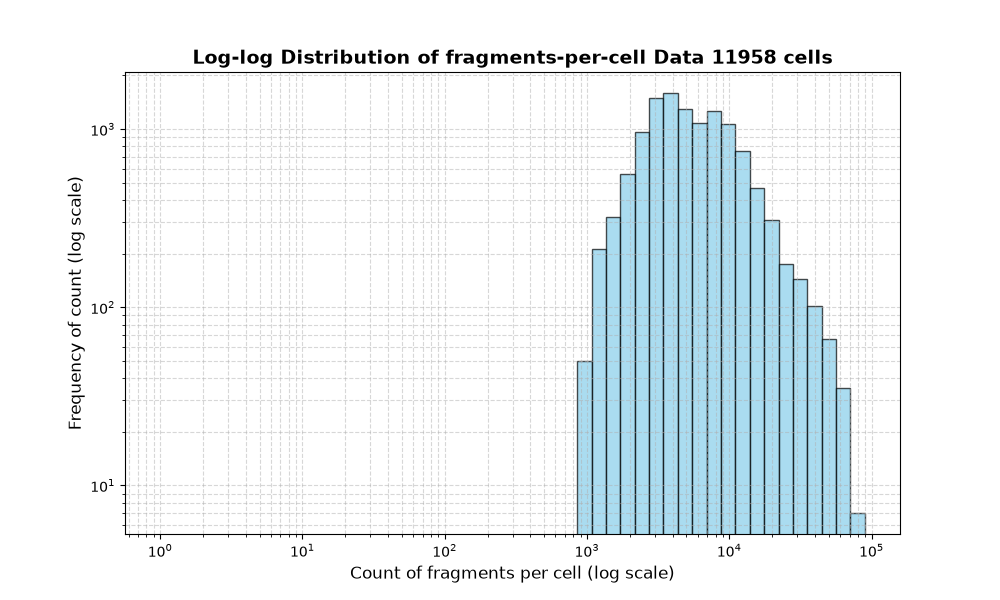 Log-log Distribution of fragments-per-cell Data 11958 cells
Frequency of count (log scale)
10³
10²
10¹
10⁰ 10¹ 10² 10³ 10⁴ 10⁵
Count of fragments per cell (log scale)